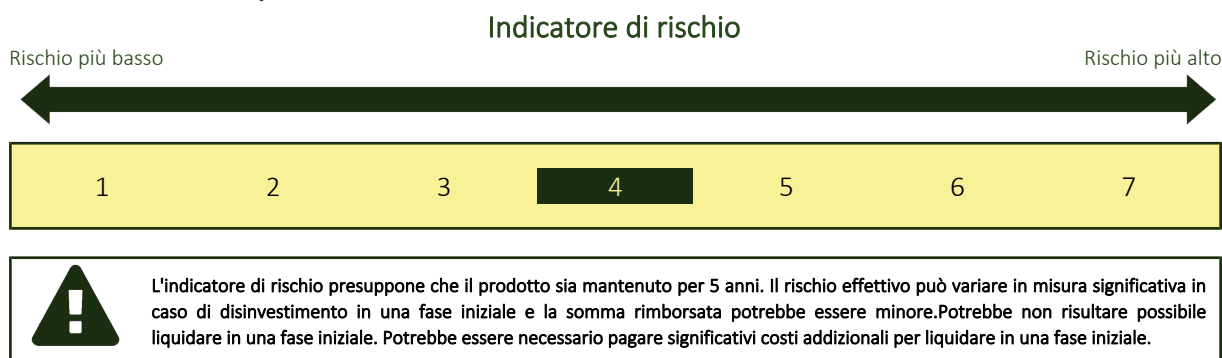 Indicatore di rischio
Rischio più basso
Rischio più alto
1 2 3 4 5 6 7
L'indicatore di rischio presuppone che il prodotto sia mantenuto per 5 anni. Il rischio effettivo può variare in misura significativa in
caso di disinvestimento in una fase iniziale e la somma rimborsata potrebbe essere minore.Potrebbe non risultare possibile
liquidare in una fase iniziale. Potrebbe essere necessario pagare significativi costi addizionali per liquidare in una fase iniziale.